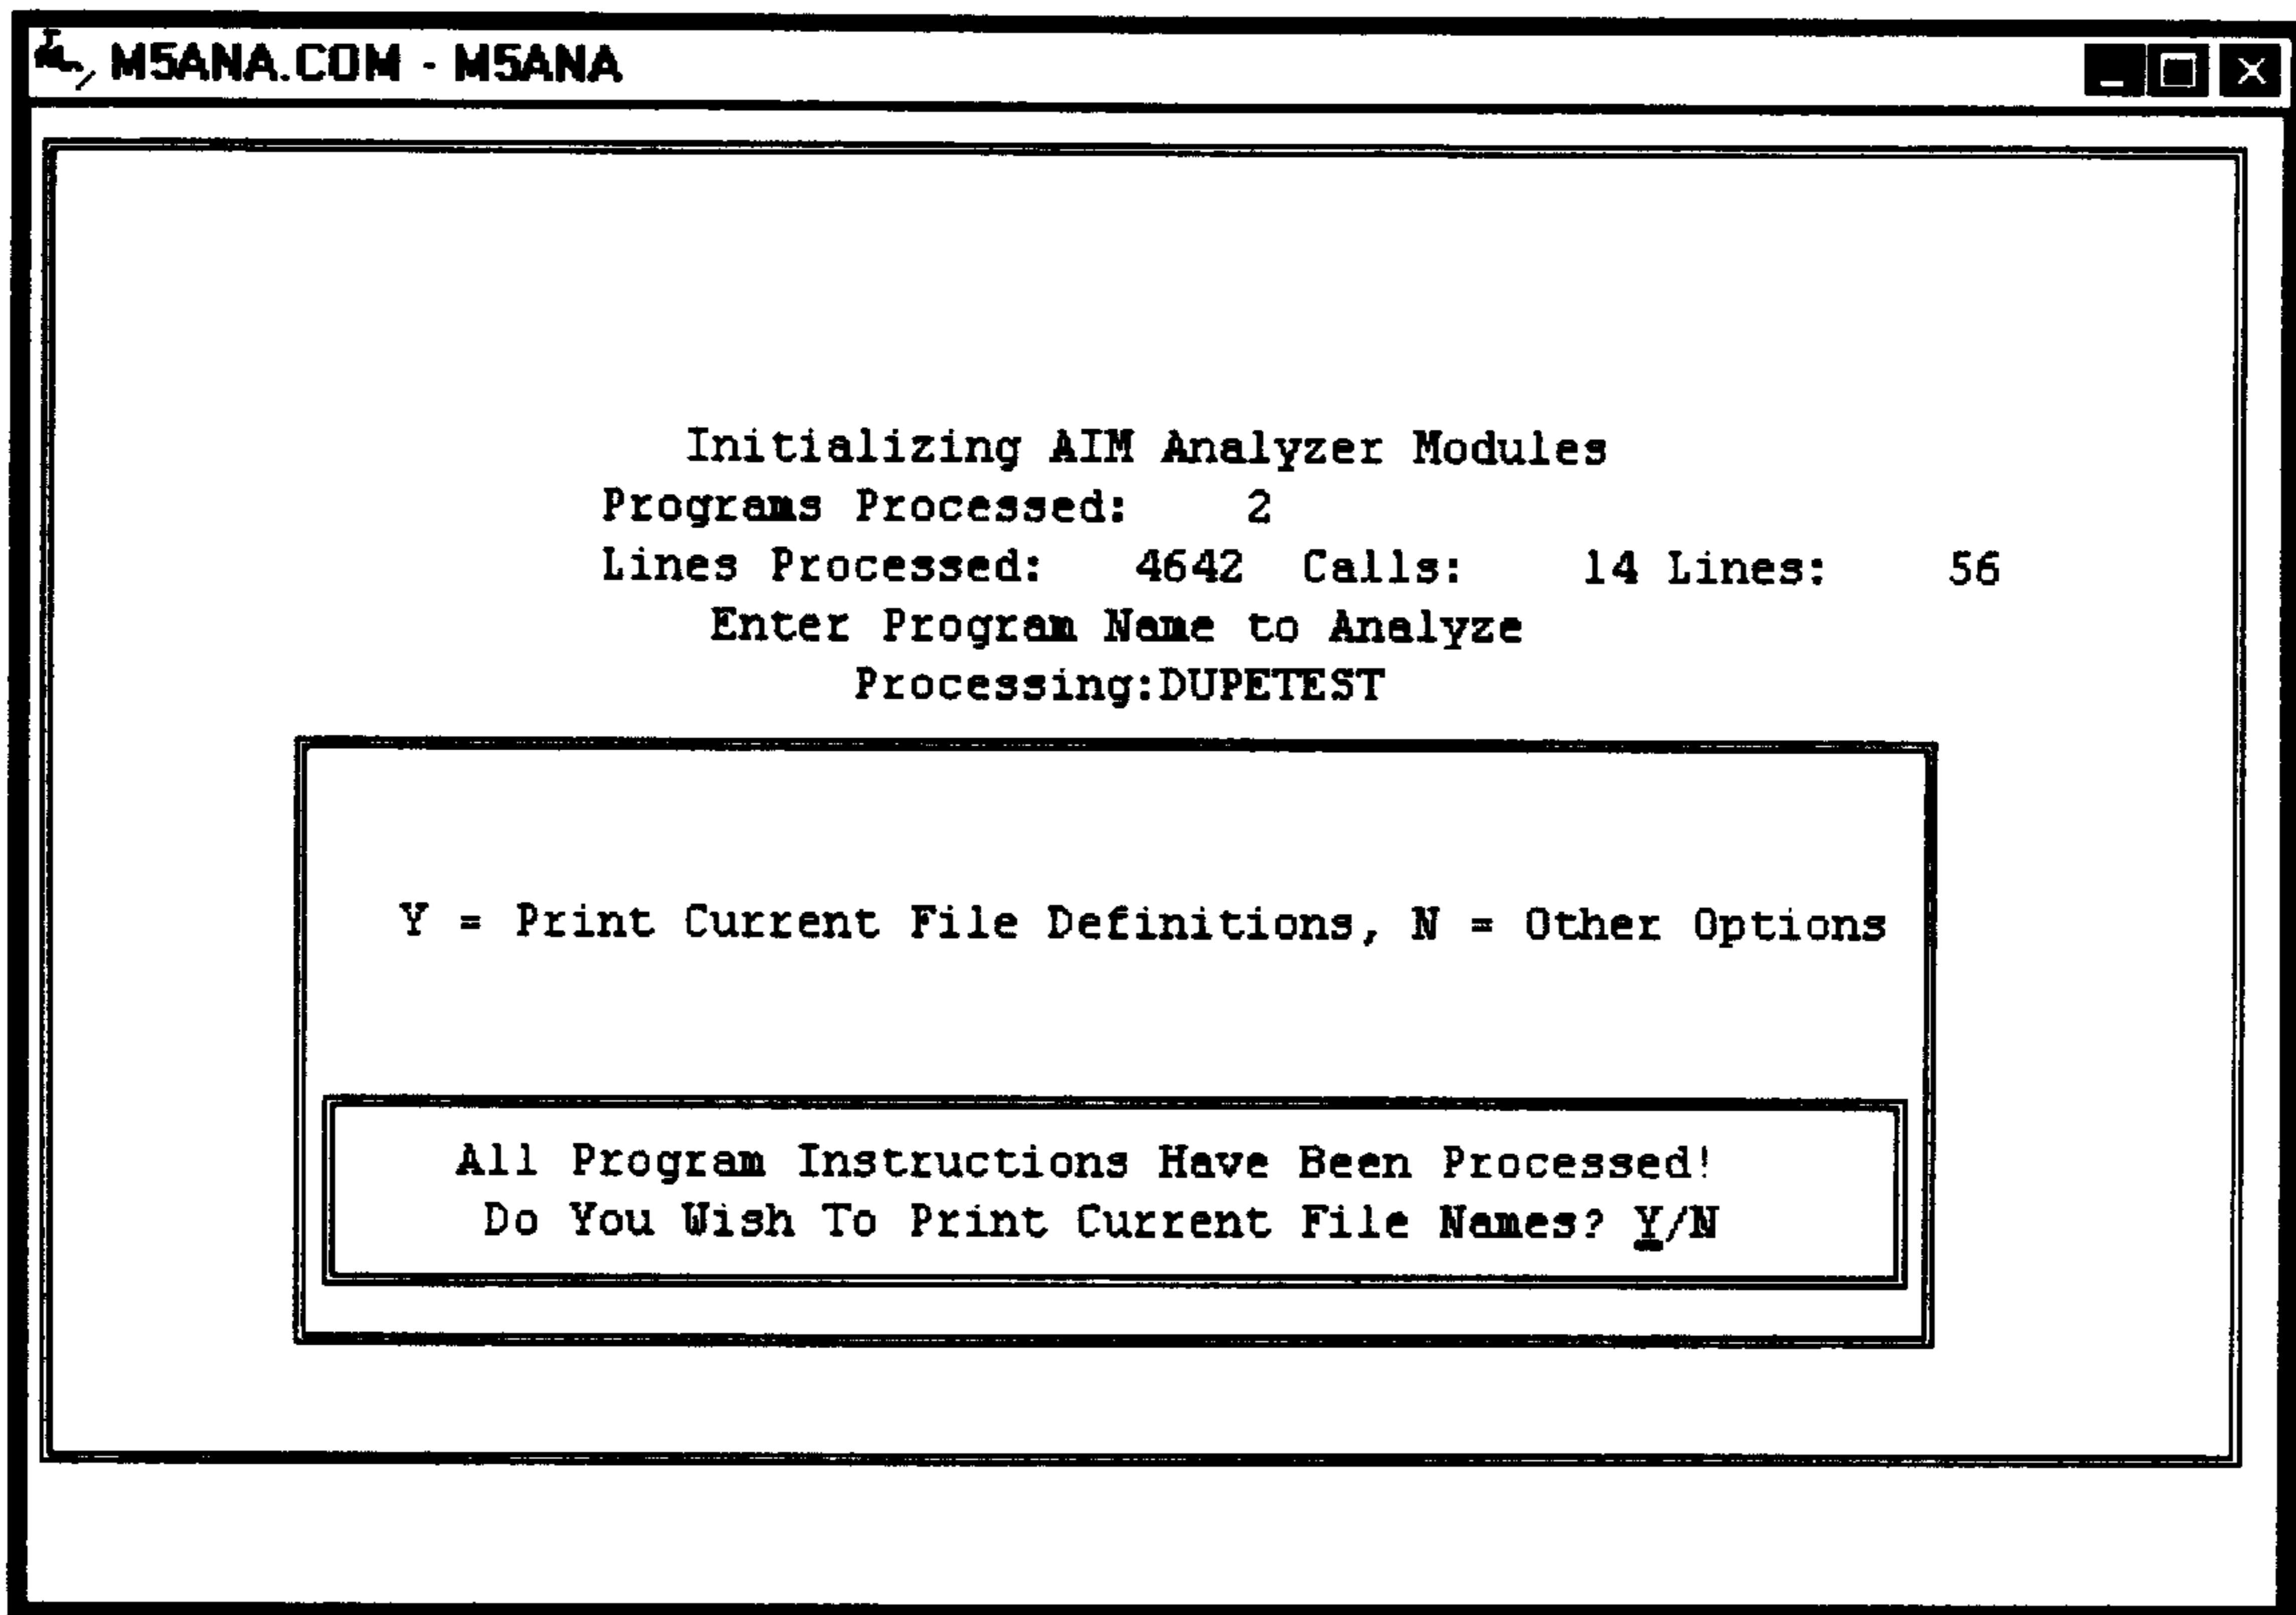 M5ANA.COM - M5ANA
Initializing AIM Analyzer Modules
Programs Processed: 2
Lines Processed: 4642 Calls: 14 Lines: 56
Enter Program Name to Analyze
Processing:DUPETEST
Y = Print Current File Definitions, N = Other Options
All Program Instructions Have Been Processed!
Do You Wish To Print Current File Names? Y/N